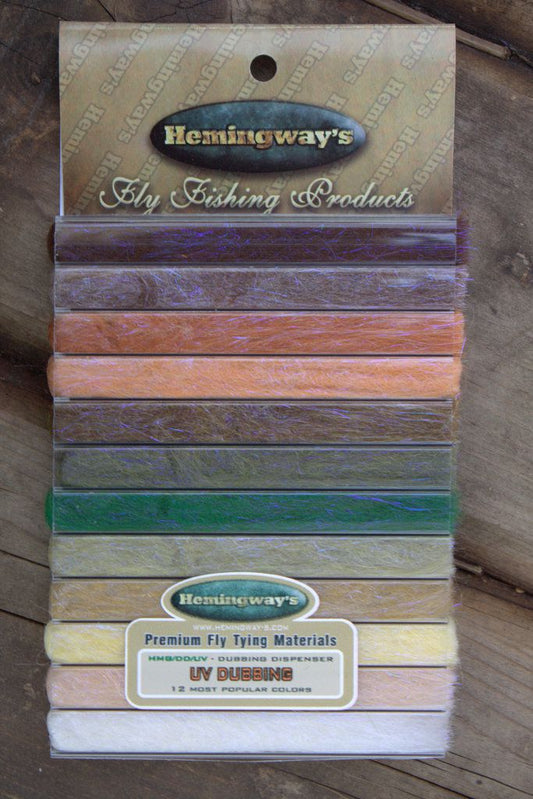 Hemingway's
Fly Fishing Products
Hemingway's
WWW.HEMINGWAY'S.COM
Premium Fly Tying Materials
HMG/DD/UV - DUBBING DISPENSER
UV DUBBING
12 MOST POPULAR COLORS